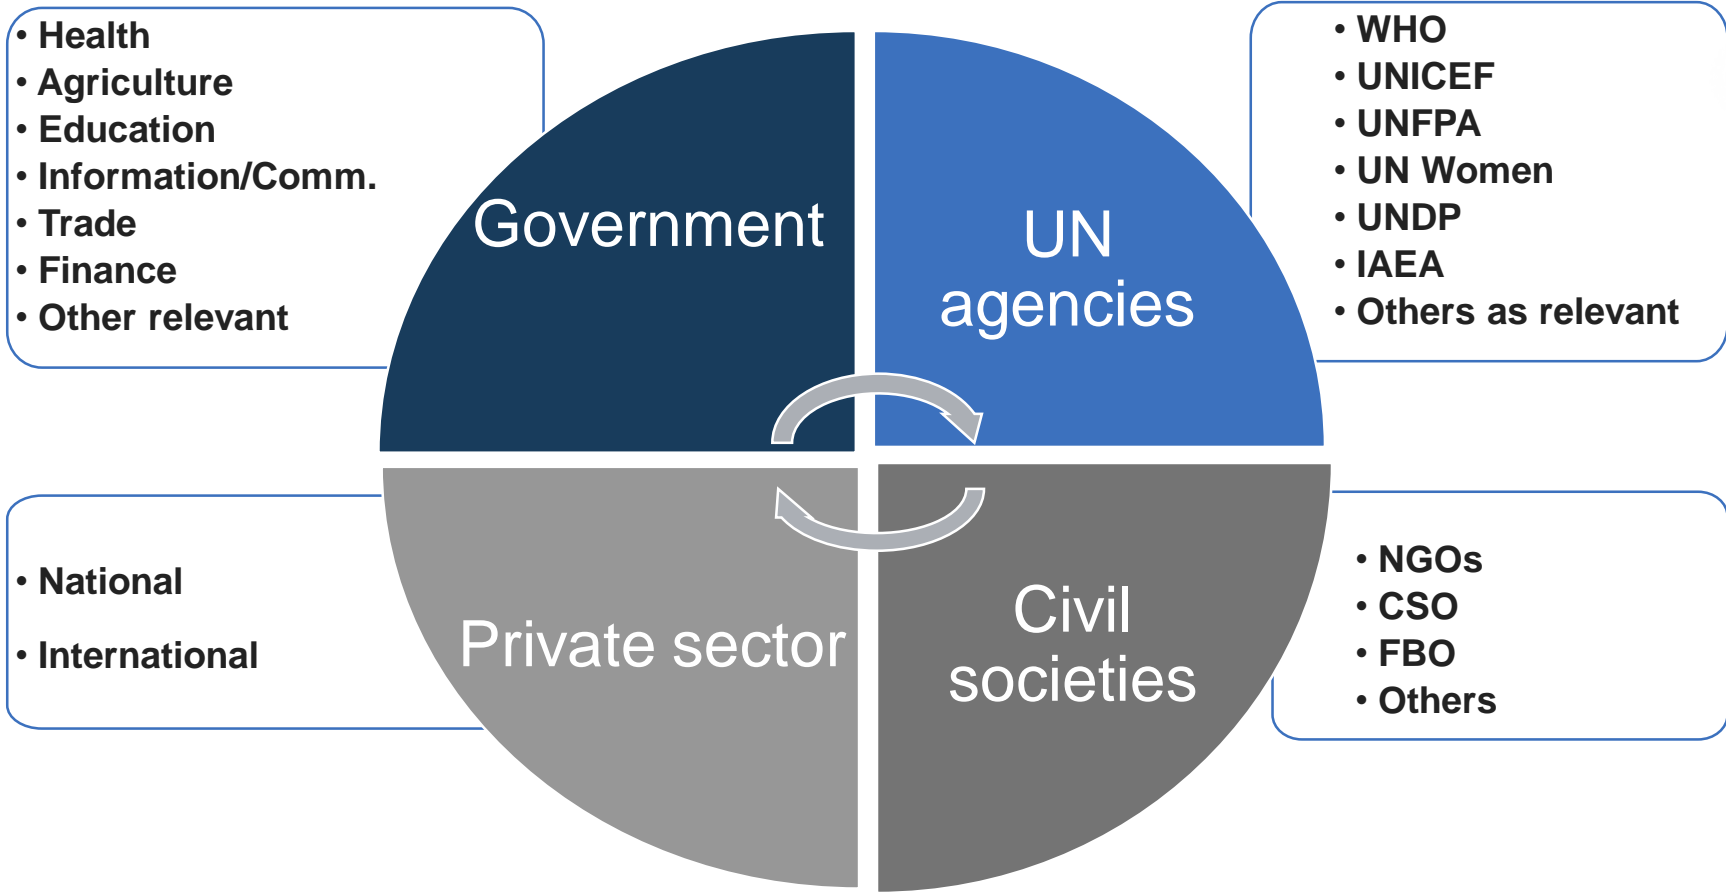 • Health
• Agriculture
• Education
• Information/Comm.
• Trade
• Finance
• Other relevant
Government
UN
agencies
• WHO
• UNICEF
• UNFPA
• UN Women
• UNDP
• IAEA
• Others as relevant
• National
• International
Private sector
Civil
societies
• NGOs
• CSO
• FBO
• Others